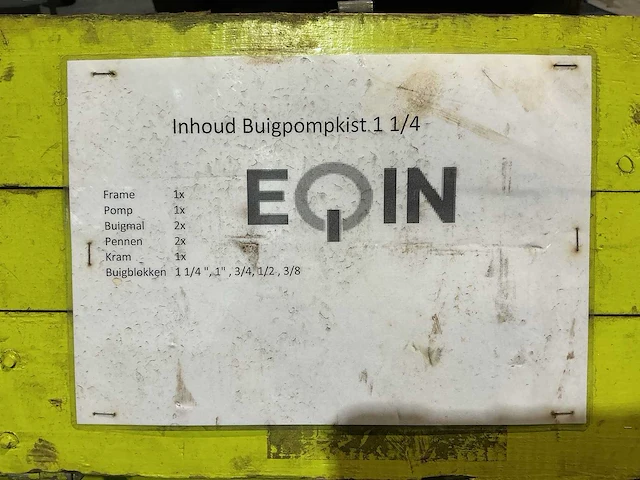 Inhoud Buigpompkist 1 1/4
EQIN
Frame 1x
Pomp 1x
Buigmal 2x
Pennen 2x
Kram 1x
Buigblokken 1 1/4 ", 1" , 3/4, 1/2 , 3/8